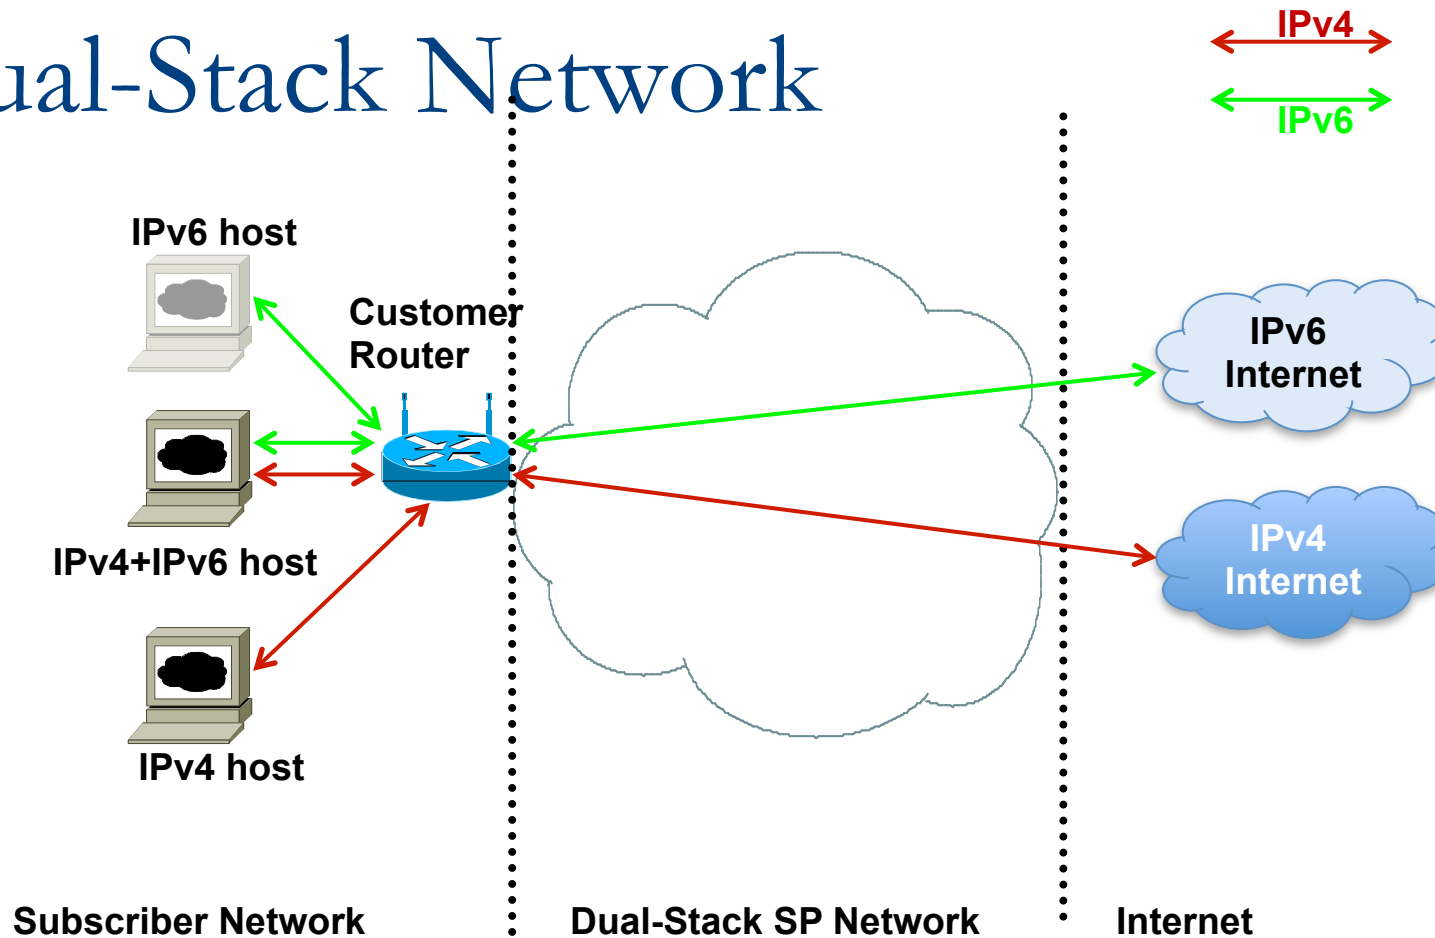 ual-Stack Network
IPv4
IPv6
IPv6 host
Customer
Router
IPv6
Internet
IPv4
Internet
IPv4+IPv6 host
IPv4 host
Subscriber Network
Dual-Stack SP Network
Internet